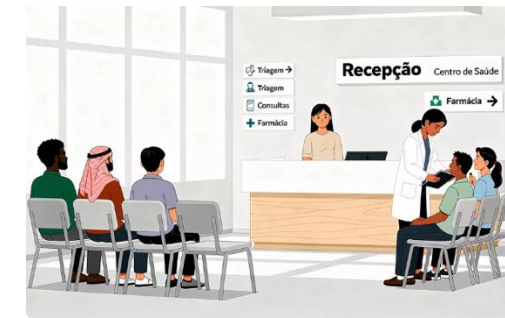 Triagem →
Triagem
Consultas
Farmácia
Recepção Centro de Saúde
Farmácia →